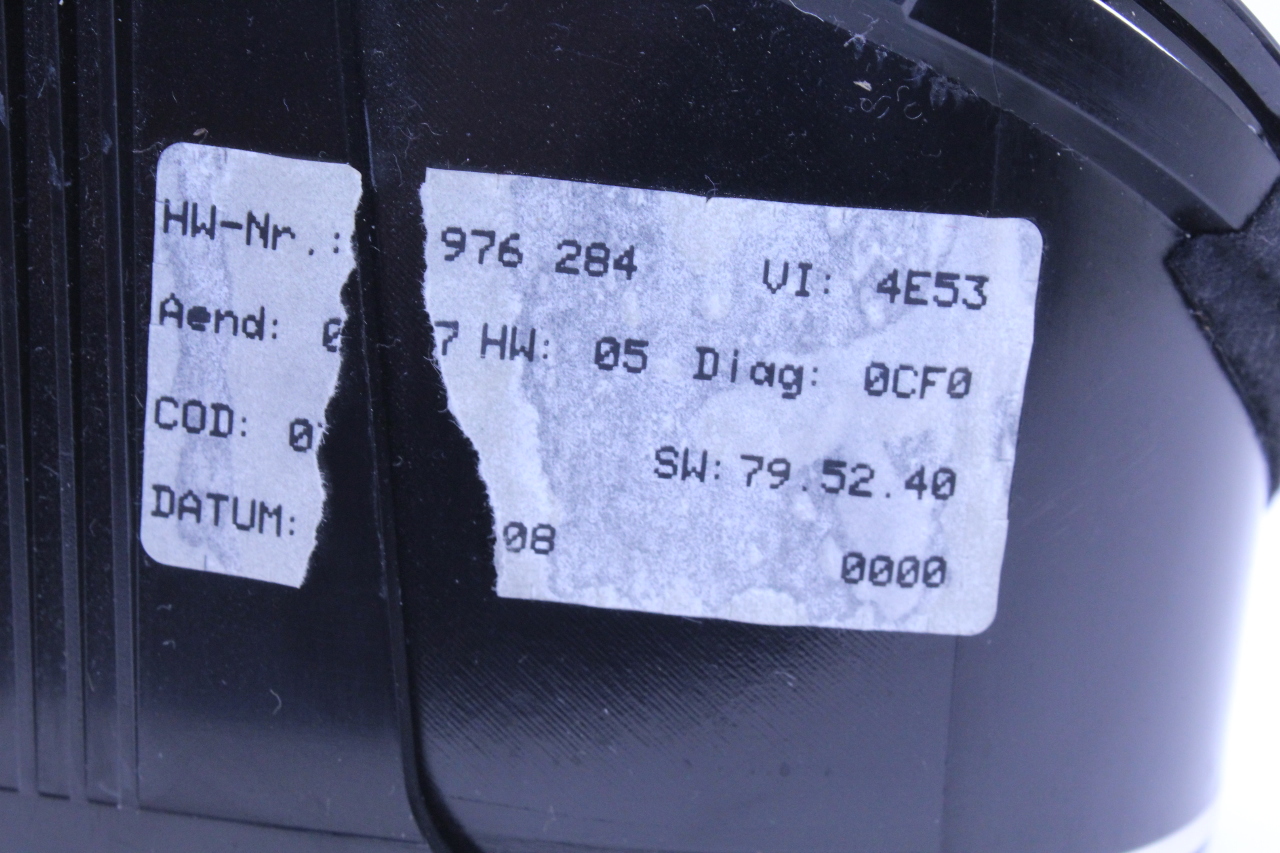 HW-Nr.: 976 284 VI: 4E53
Aend: 7 HW: 05 Diag: 0CF0
COD: 0
SW: 79.52.40
DATUM: 08
0000